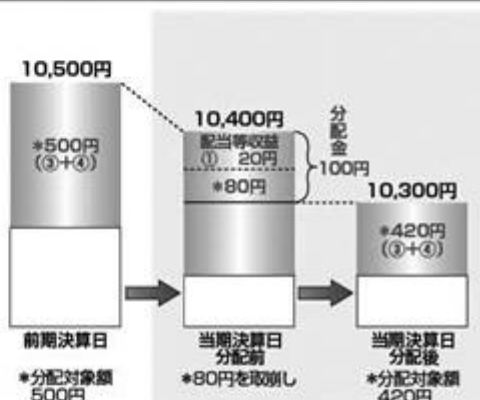 10,500円
*500円
(③+④)
前期決算日
*分配対象額
500円
10,400円
配当等収益
① 20円
*80円
分配金
100円
当期決算日
分配前
*80円を取崩し
10,300円
*420円
(③+④)
当期決算日
分配後
*分配対象額
420円